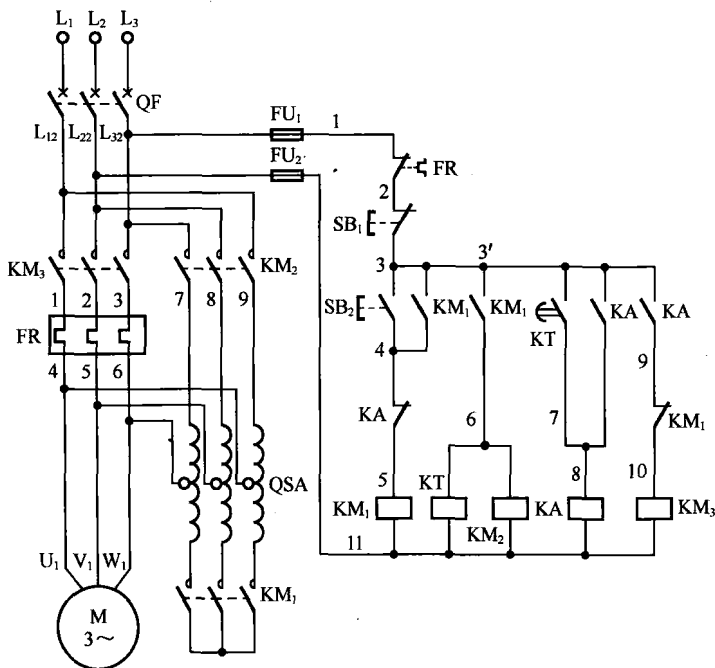 L₁ L₂ L₃
QF
L₁₂ L₂₂ L₃₂
FU₁ 1
FU₂
FR
2
SB₁
3 3′
KM₃
1 2 3
7 8 9
KM₂
SB₂ KM₁ KM₁ KT KA KA
FR
4
9
4 5 6
KA 6 7 KM₁
QSA
5 8 10
KM₁ KT KM₂ KA KM₃
11
U₁ V₁ W₁
KM₁
M
3～